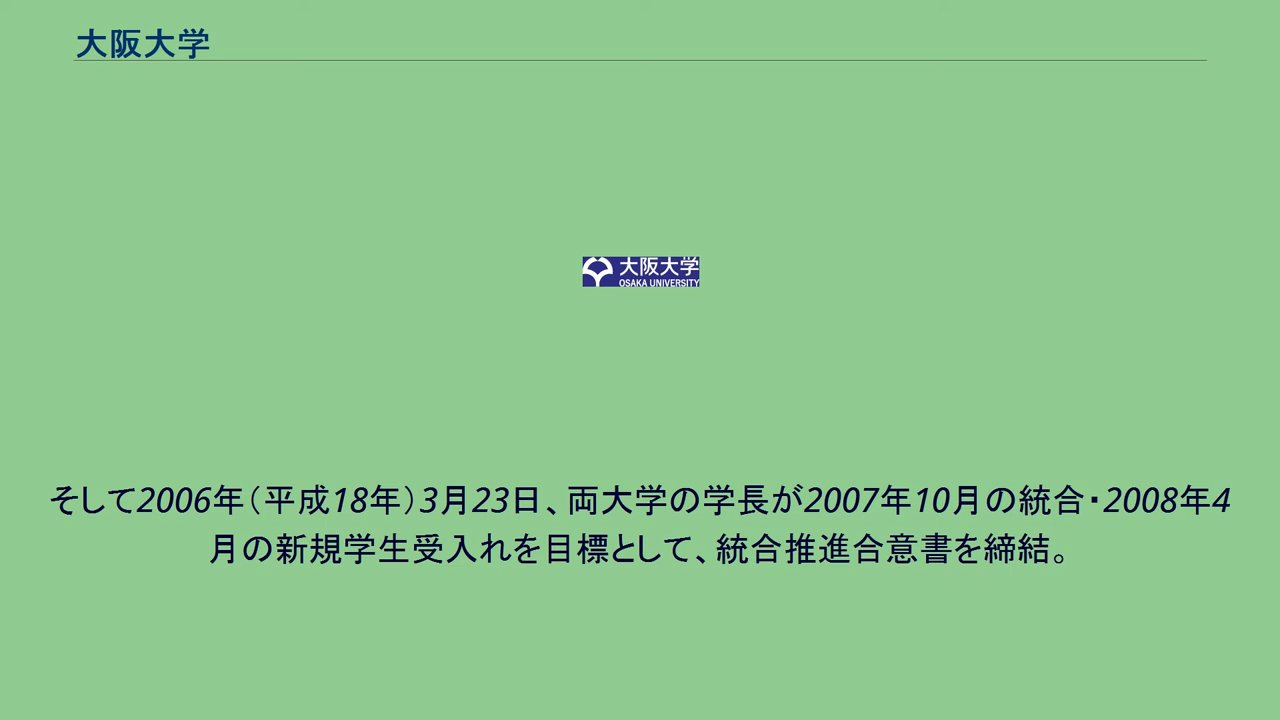 大阪大学
大阪大学
OSAKA UNIVERSITY
そして2006年（平成18年）3月23日、両大学の学長が2007年10月の統合・2008年4
月の新規学生受入れを目標として、統合推進合意書を締結。